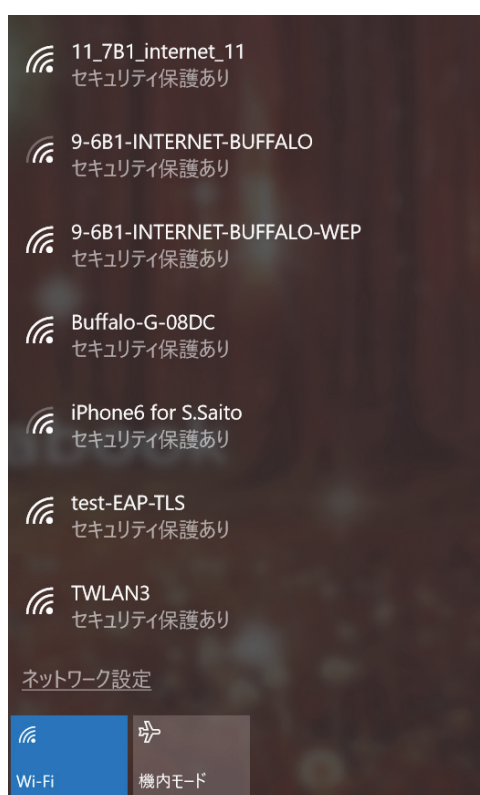 11_7B1_internet_11
セキュリティ保護あり
9-6B1-INTERNET-BUFFALO
セキュリティ保護あり
9-6B1-INTERNET-BUFFALO-WEP
セキュリティ保護あり
Buffalo-G-08DC
セキュリティ保護あり
iPhone6 for S.Saito
セキュリティ保護あり
test-EAP-TLS
セキュリティ保護あり
TWLAN3
セキュリティ保護あり
ネットワーク設定
Wi-Fi
機内モード